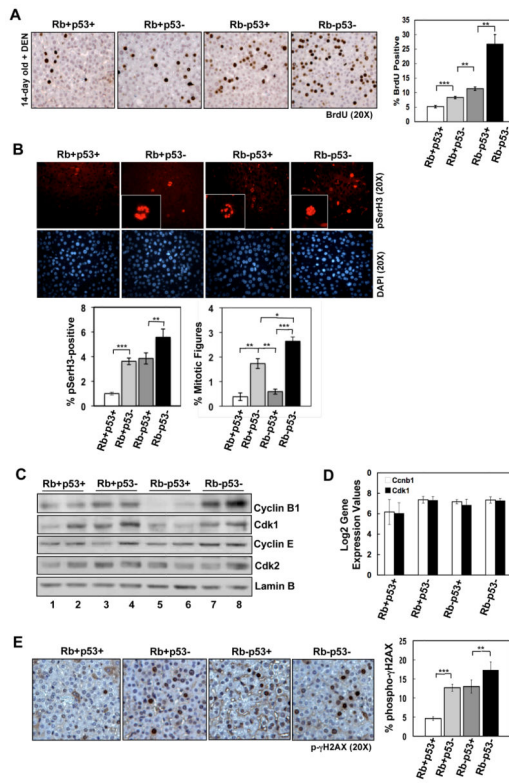 A
Rb+p53+ Rb+p53- Rb-p53+ Rb-p53-
14-day old + DEN
BrdU (20X)
% BrdU Positive
35
30
25
20
15
10
5
0
*** ** **
Rb+p53+ Rb+p53- Rb-p53+ Rb-p53-
B
Rb+p53+ Rb+p53- Rb-p53+ Rb-p53-
pSerH3 (20X)
DAPI (20X)
% pSerH3-positive
8
6
4
2
0
*** **
Rb+p53+ Rb+p53- Rb-p53+ Rb-p53-
% Mitotic Figures
4
3
2
1
0
** ** *** *
Rb+p53+ Rb+p53- Rb-p53+ Rb-p53-
C
Rb+p53+ Rb+p53- Rb-p53+ Rb-p53-
Cyclin B1
Cdk1
Cyclin E
Cdk2
Lamin B
1 2 3 4 5 6 7 8
D
Ccnb1
Cdk1
Log2 Gene
Expression Values
10
8
6
4
2
0
Rb+p53+ Rb+p53- Rb-p53+ Rb-p53-
E
Rb+p53+ Rb+p53- Rb-p53+ Rb-p53-
p-γH2AX (20X)
% phospho-γH2AX
25
20
15
10
5
0
*** **
Rb+p53+ Rb+p53- Rb-p53+ Rb-p53-